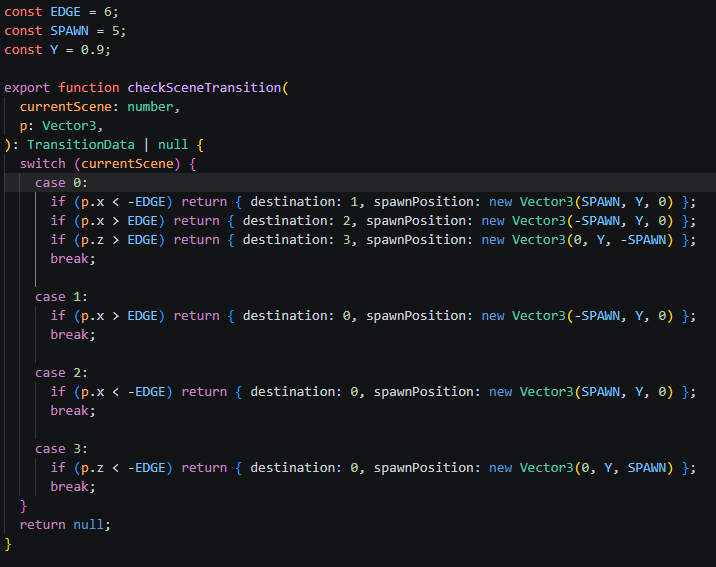 const EDGE = 6;
const SPAWN = 5;
const Y = 0.9;

export function checkSceneTransition(
  currentScene: number,
  p: Vector3,
): TransitionData | null {
  switch (currentScene) {
    case 0:
      if (p.x < -EDGE) return { destination: 1, spawnPosition: new Vector3(SPAWN, Y, 0) };
      if (p.x > EDGE) return { destination: 2, spawnPosition: new Vector3(-SPAWN, Y, 0) };
      if (p.z > EDGE) return { destination: 3, spawnPosition: new Vector3(0, Y, -SPAWN) };
      break;

    case 1:
      if (p.x > EDGE) return { destination: 0, spawnPosition: new Vector3(-SPAWN, Y, 0) };
      break;

    case 2:
      if (p.x < -EDGE) return { destination: 0, spawnPosition: new Vector3(SPAWN, Y, 0) };
      break;

    case 3:
      if (p.z < -EDGE) return { destination: 0, spawnPosition: new Vector3(0, Y, SPAWN) };
      break;
  }
  return null;
}